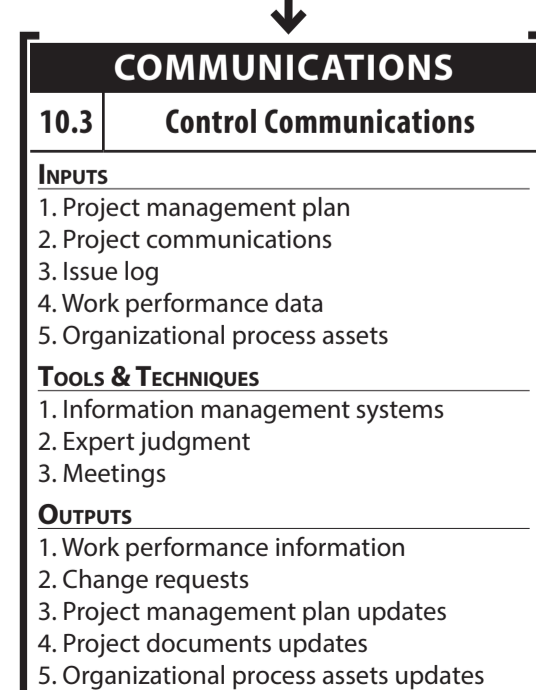 COMMUNICATIONS
10.3 Control Communications
INPUTS
1. Project management plan
2. Project communications
3. Issue log
4. Work performance data
5. Organizational process assets
TOOLS & TECHNIQUES
1. Information management systems
2. Expert judgment
3. Meetings
OUTPUTS
1. Work performance information
2. Change requests
3. Project management plan updates
4. Project documents updates
5. Organizational process assets updates